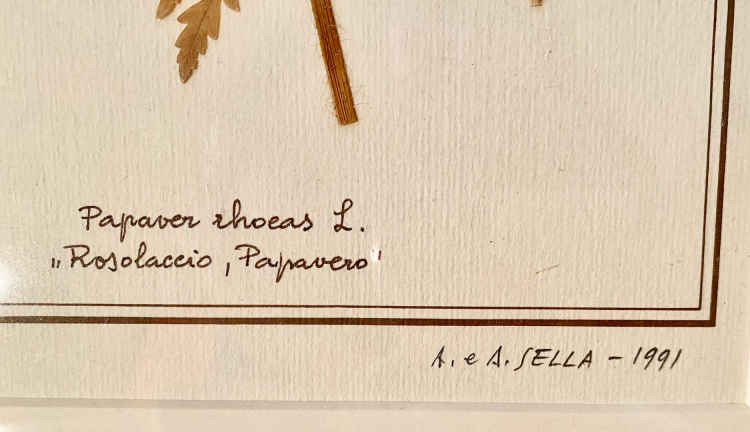 Papaver rhoeas L.
„Rosolaccio, Papavero"
A. e A. SELLA - 1991